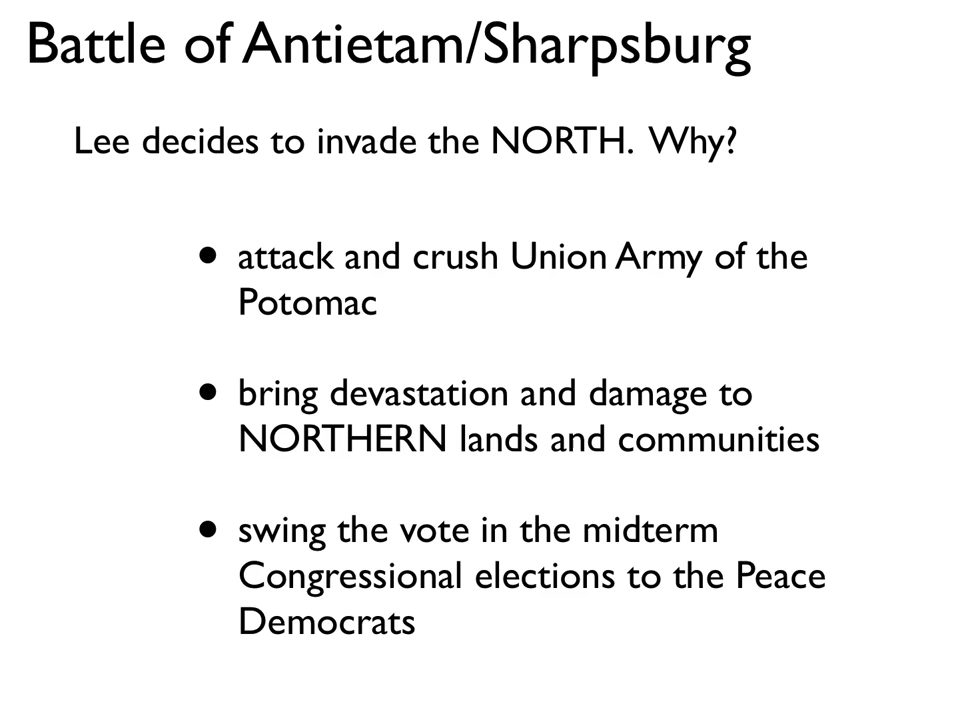 Battle of Antietam/Sharpsburg
Lee decides to invade the NORTH.  Why?
• attack and crush Union Army of the
Potomac
• bring devastation and damage to
NORTHERN lands and communities
• swing the vote in the midterm
Congressional elections to the Peace
Democrats